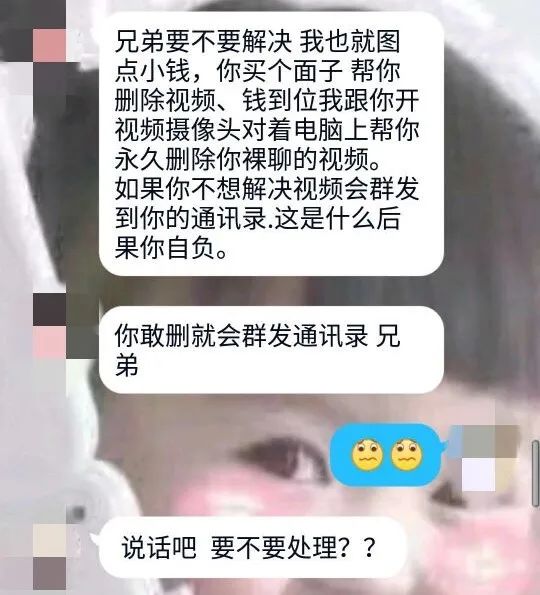 兄弟要不要解决 我也就图
点小钱，你买个面子 帮你
删除视频、钱到位我跟你开
视频摄像头对着电脑上帮你
永久删除你裸聊的视频。
如果你不想解决视频会群发
到你的通讯录.这是什么后
果你自负。
你敢删就会群发通讯录 兄
弟
说话吧 要不要处理？？